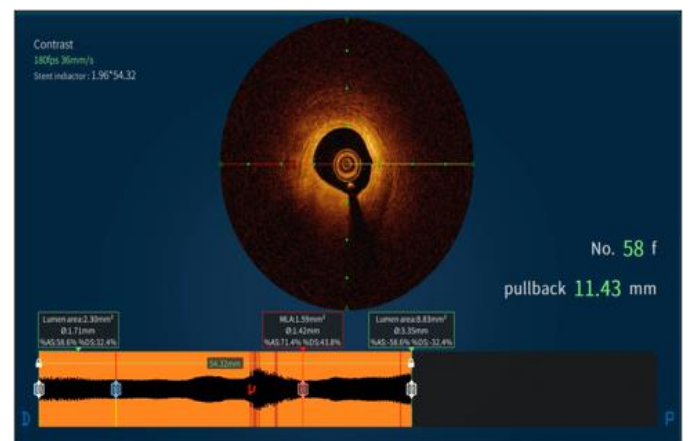 Contrast
180fps 36mm/s
Stent indiactor : 1.96*54.32
No. 58 f
pullback 11.43 mm
Lumen area:2.30mm²
Ø:1.71mm
%AS:58.6% %DS:32.4%
MLA:1.59mm²
Ø:1.42mm
%AS:71.4% %DS:43.8%
Lumen area:8.83mm²
Ø:3.35mm
%AS:-58.6% %DS:-32.4%
54.32mm
D
P